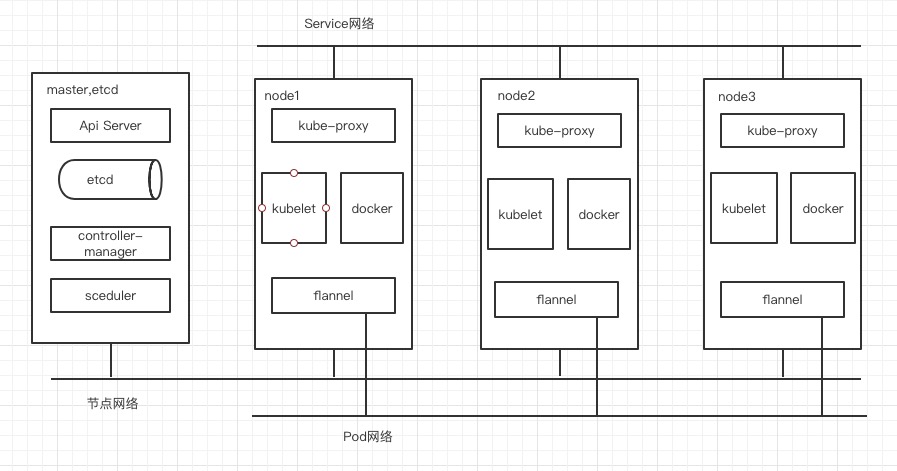 Service网络
master,etcd
Api Server
etcd
controller-
manager
sceduler
node1
kube-proxy
kubelet
docker
flannel
node2
kube-proxy
kubelet
docker
flannel
node3
kube-proxy
kubelet
docker
flannel
节点网络
Pod网络